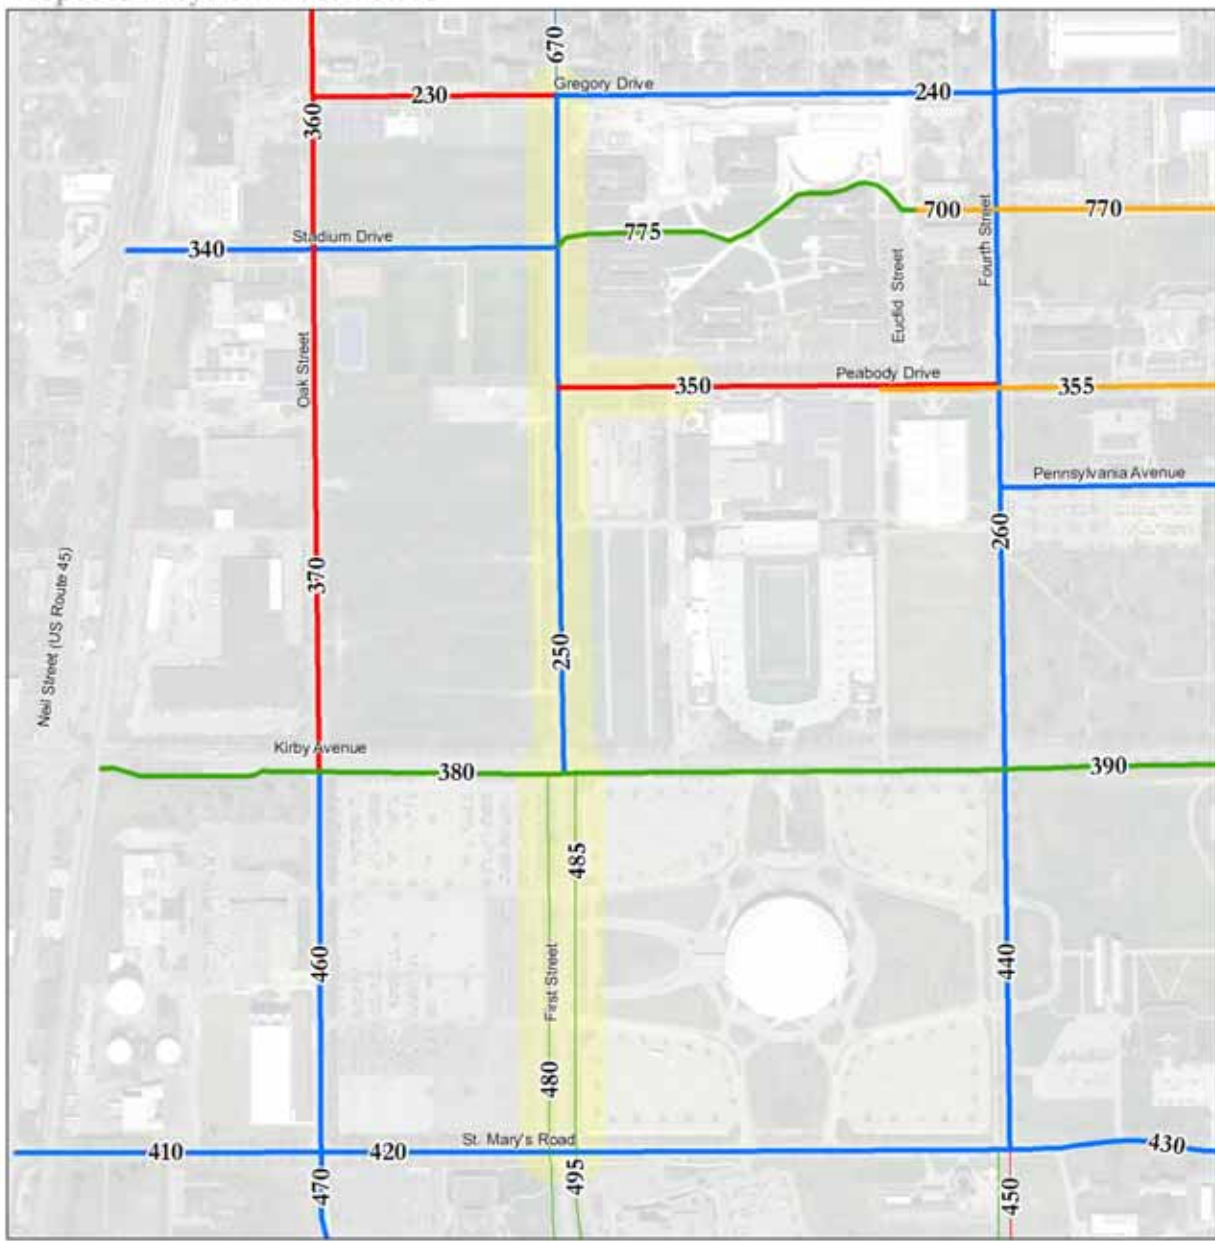 670
Gregory Drive
230
240
360
700
770
775
Fourth Street
Stadium Drive
340
Euclid Street
Oak Street
Peabody Drive
350
355
Pennsylvania Avenue
260
370
Neil Street (US Route 45)
250
Kirby Avenue
380
390
485
460
440
First Street
480
St. Mary's Road
410
420
430
495
470
450